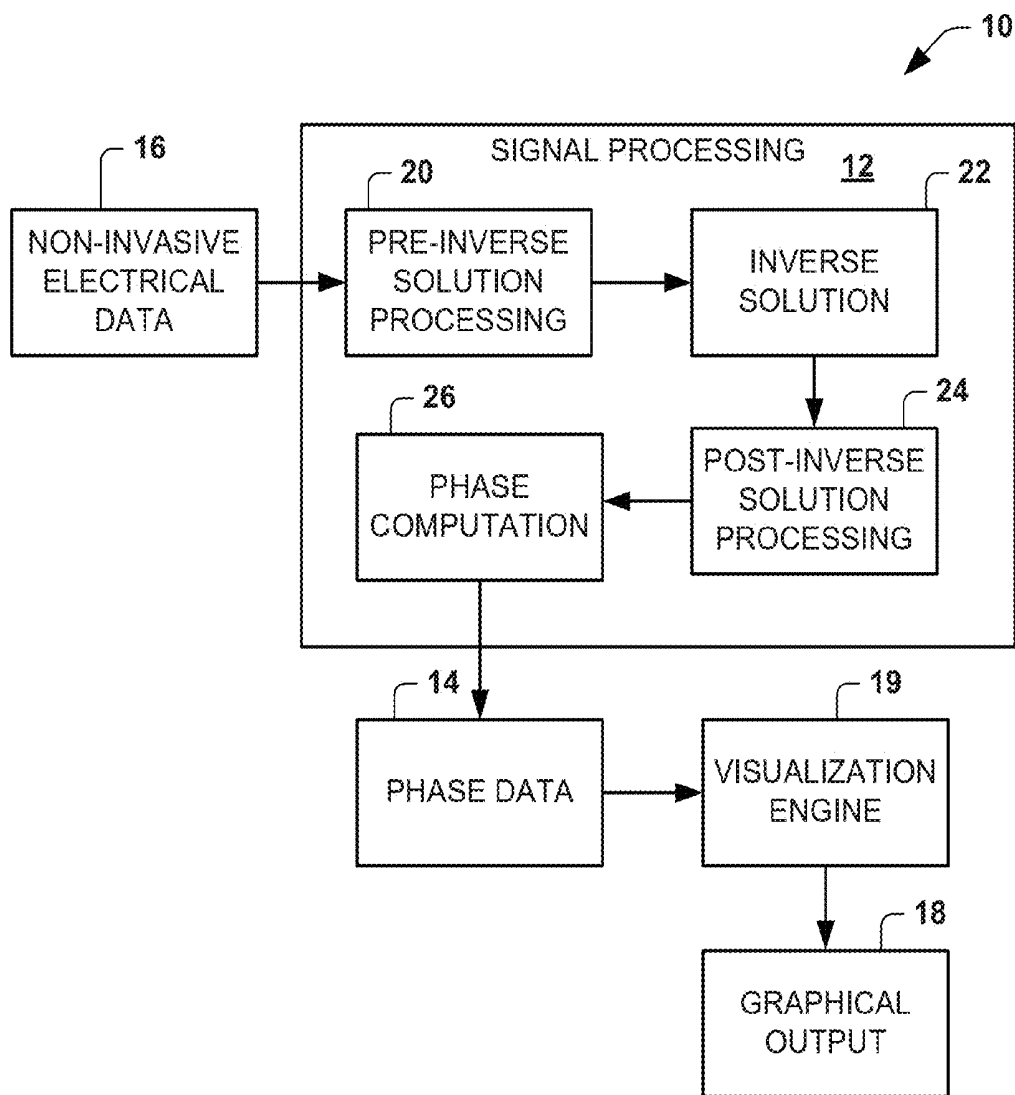 10
SIGNAL PROCESSING
12
16
NON-INVASIVE
ELECTRICAL
DATA
20
PRE-INVERSE
SOLUTION
PROCESSING
22
INVERSE
SOLUTION
24
POST-INVERSE
SOLUTION
PROCESSING
26
PHASE
COMPUTATION
14
PHASE DATA
19
VISUALIZATION
ENGINE
18
GRAPHICAL
OUTPUT